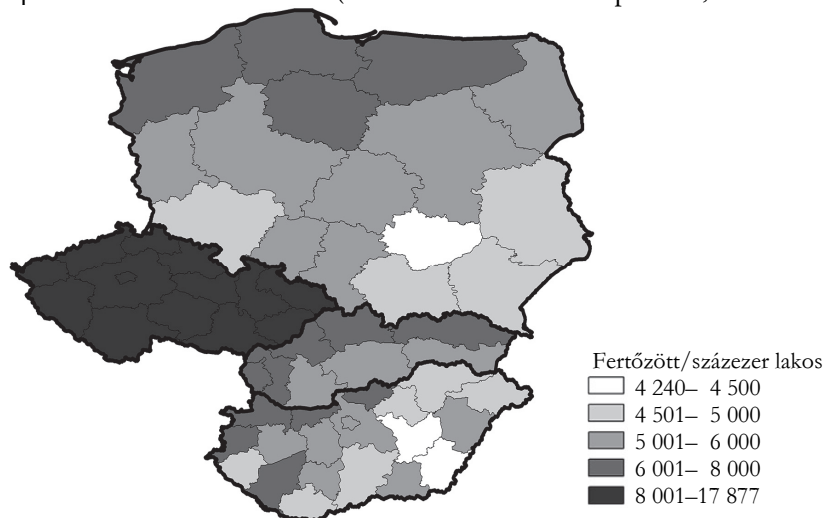 Fertőzött/százezer lakos
4 240– 4 500
4 501– 5 000
5 001– 6 000
6 001– 8 000
8 001–17 877